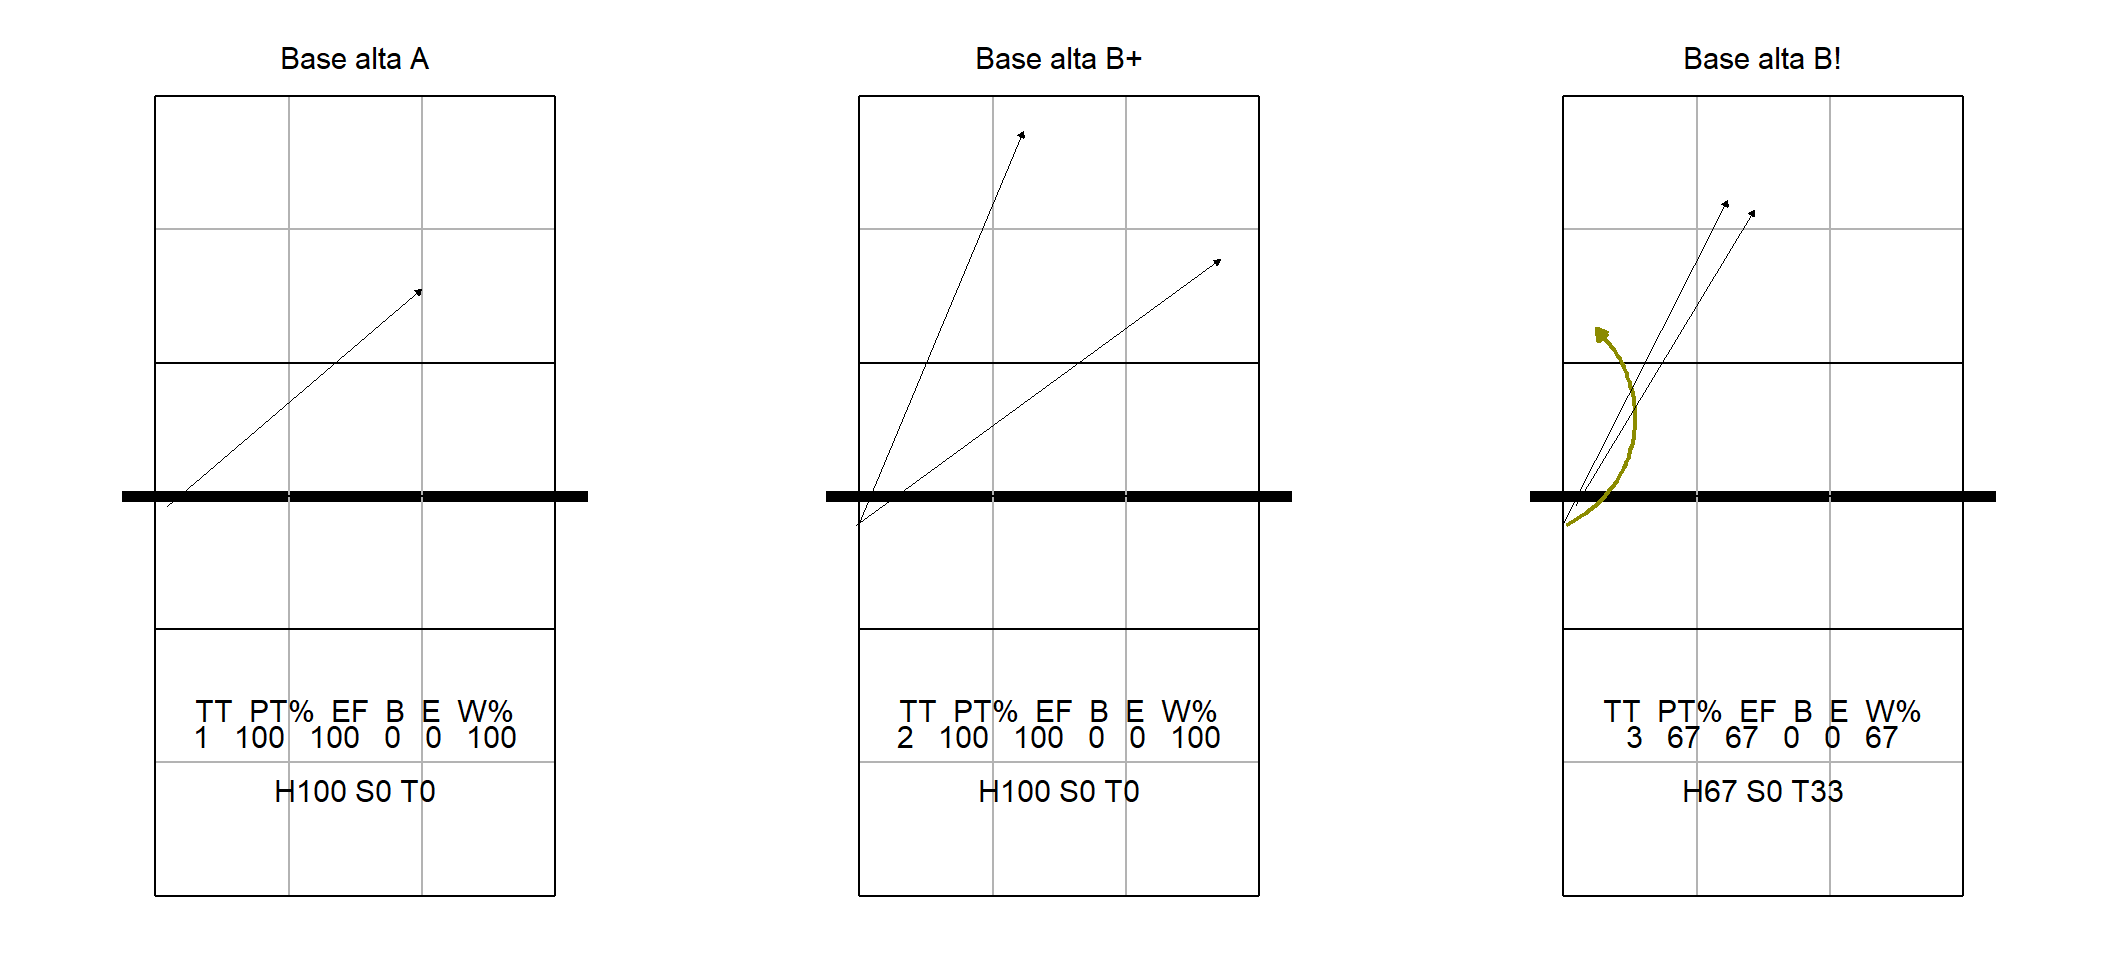 Base alta A
TT PT% EF B E W%
1 100 100 0 0 100
H100 S0 T0
Base alta B+
TT PT% EF B E W%
2 100 100 0 0 100
H100 S0 T0
Base alta B!
TT PT% EF B E W%
3 67 67 0 0 67
H67 S0 T33